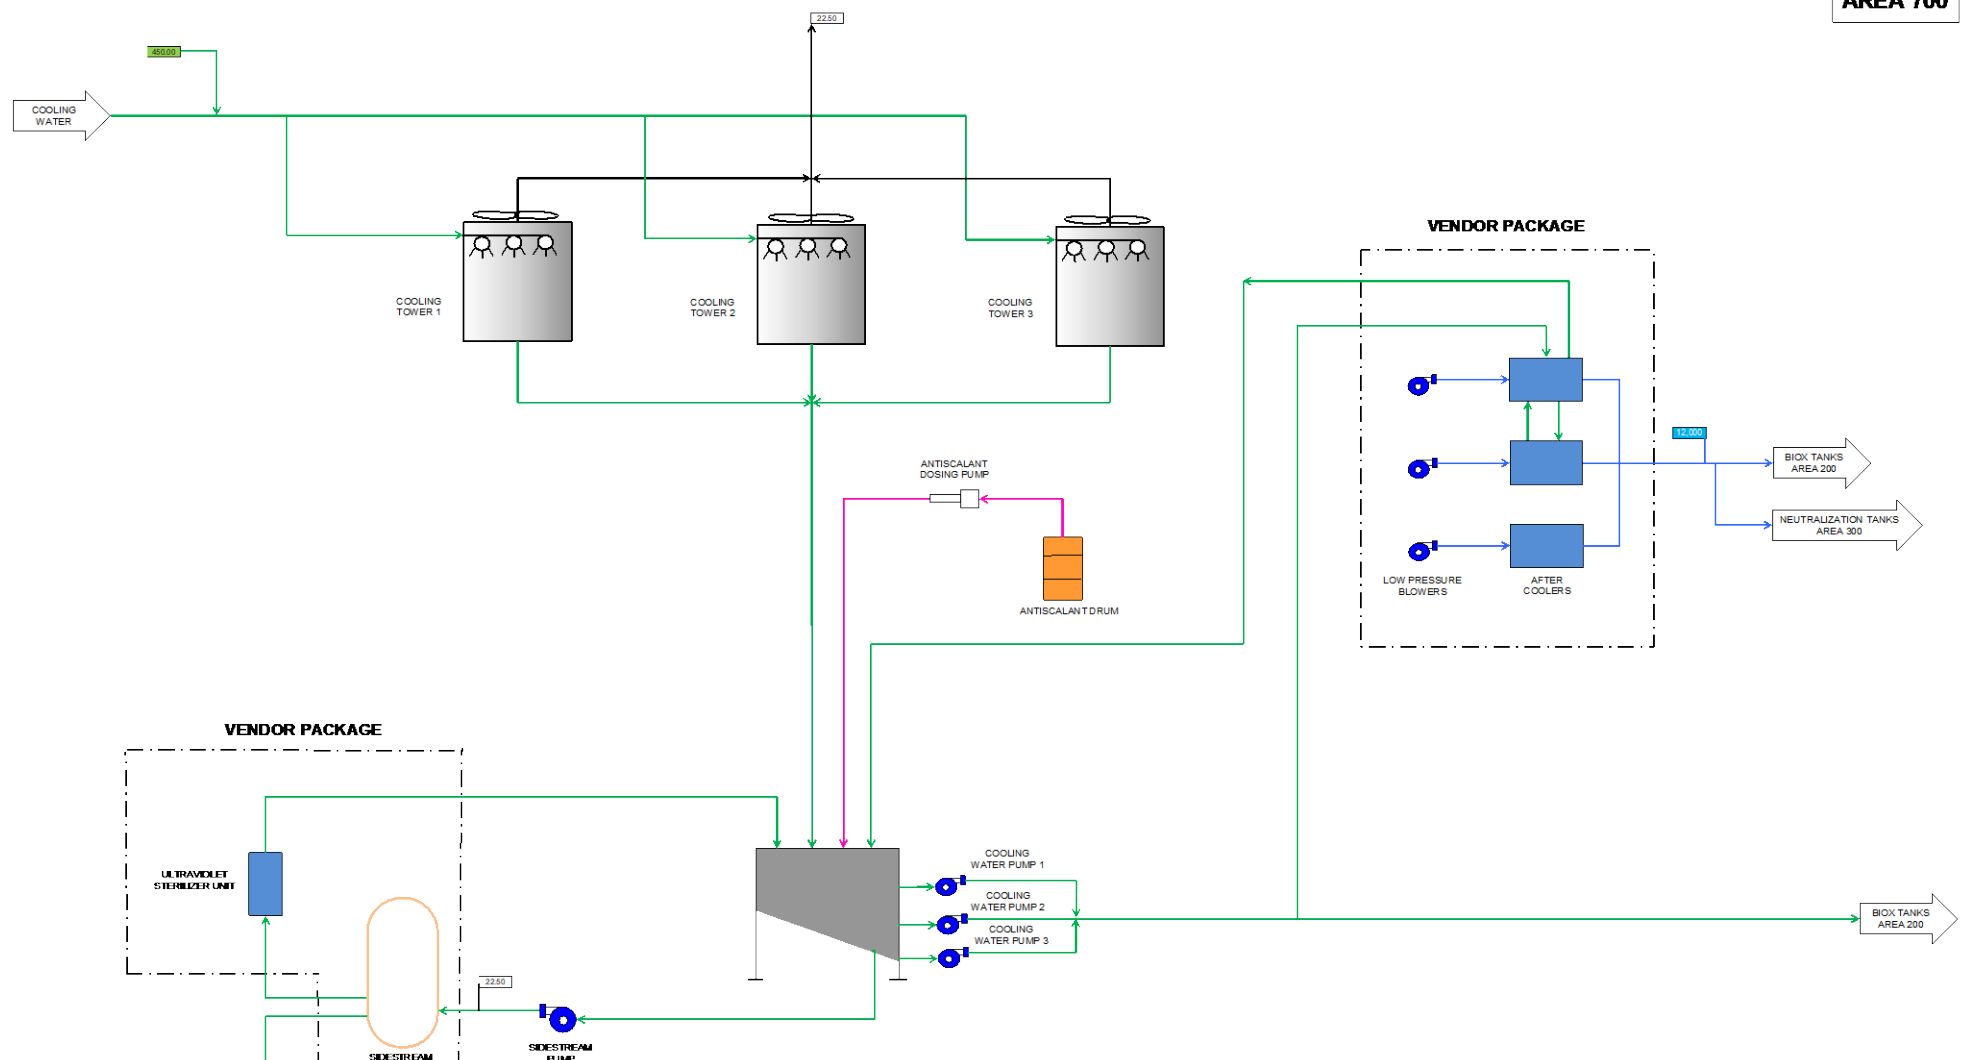 AREA 700
22.50
450.00
COOLING
WATER
VENDOR PACKAGE
COOLING
TOWER 1
COOLING
TOWER 2
COOLING
TOWER 3
12,000
BIOX TANKS
AREA 200
ANTISCALANT
DOSING PUMP
NEUTRALIZATION TANKS
AREA 300
LOW PRESSURE
BLOWERS
AFTER
COOLERS
ANTISCALANT DRUM
VENDOR PACKAGE
ULTRAVIOLET
STERILIZER UNIT
COOLING
WATER PUMP 1
COOLING
WATER PUMP 2
COOLING
WATER PUMP 3
BIOX TANKS
AREA 200
22.50
SIDESTREAM
PUMP
SIDESTREAM